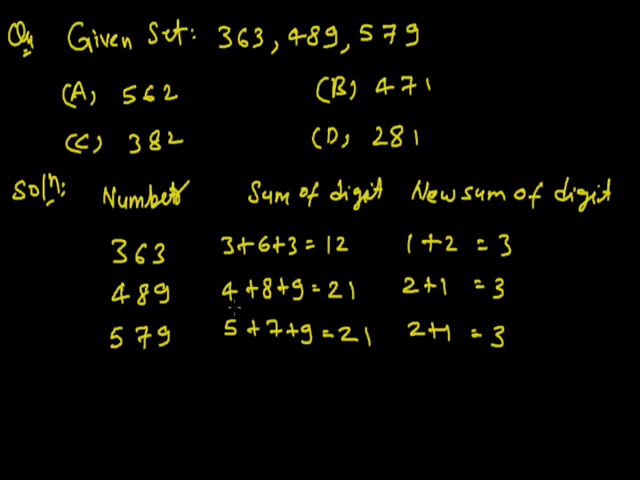 Qu Given Set: 363, 489, 579
(A) 562 (B) 471
(C) 382 (D) 281
Soln: Number Sum of digit New sum of digit
363 3+6+3=12 1+2=3
489 4+8+9=21 2+1=3
579 5+7+9=21 2+1=3